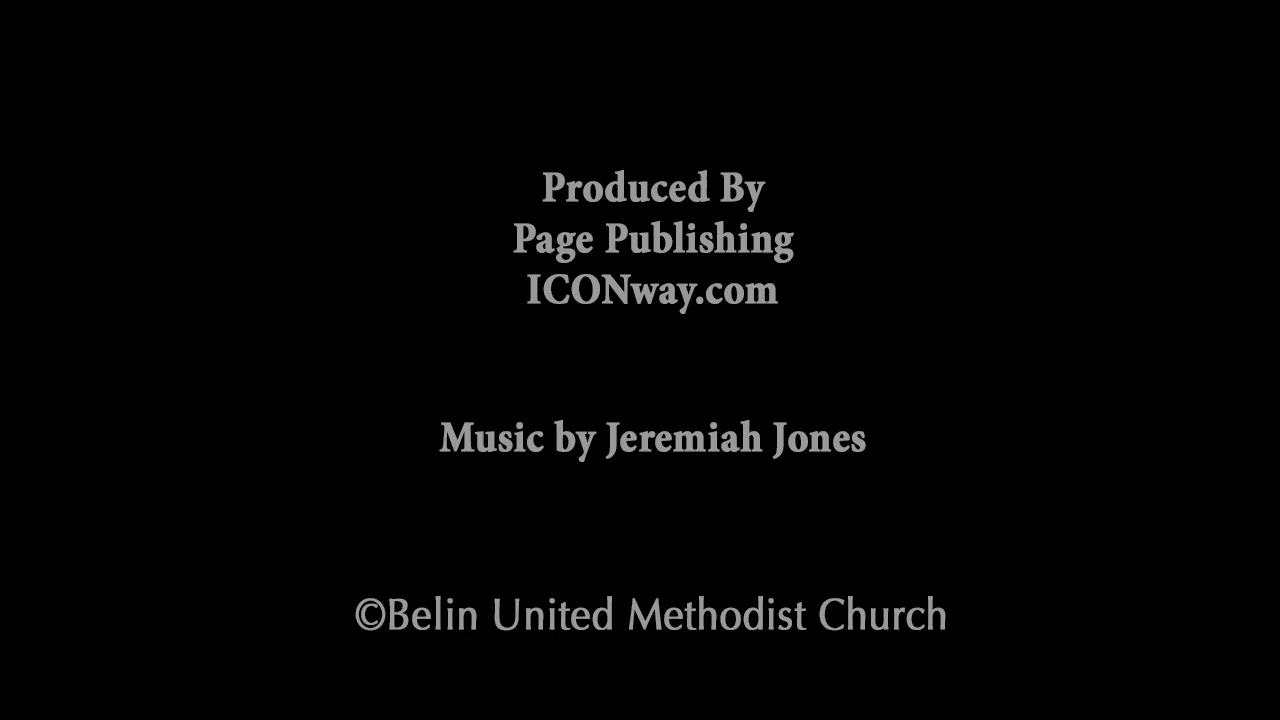 Produced By
Page Publishing
ICONway.com
Music by Jeremiah Jones
©Belin United Methodist Church